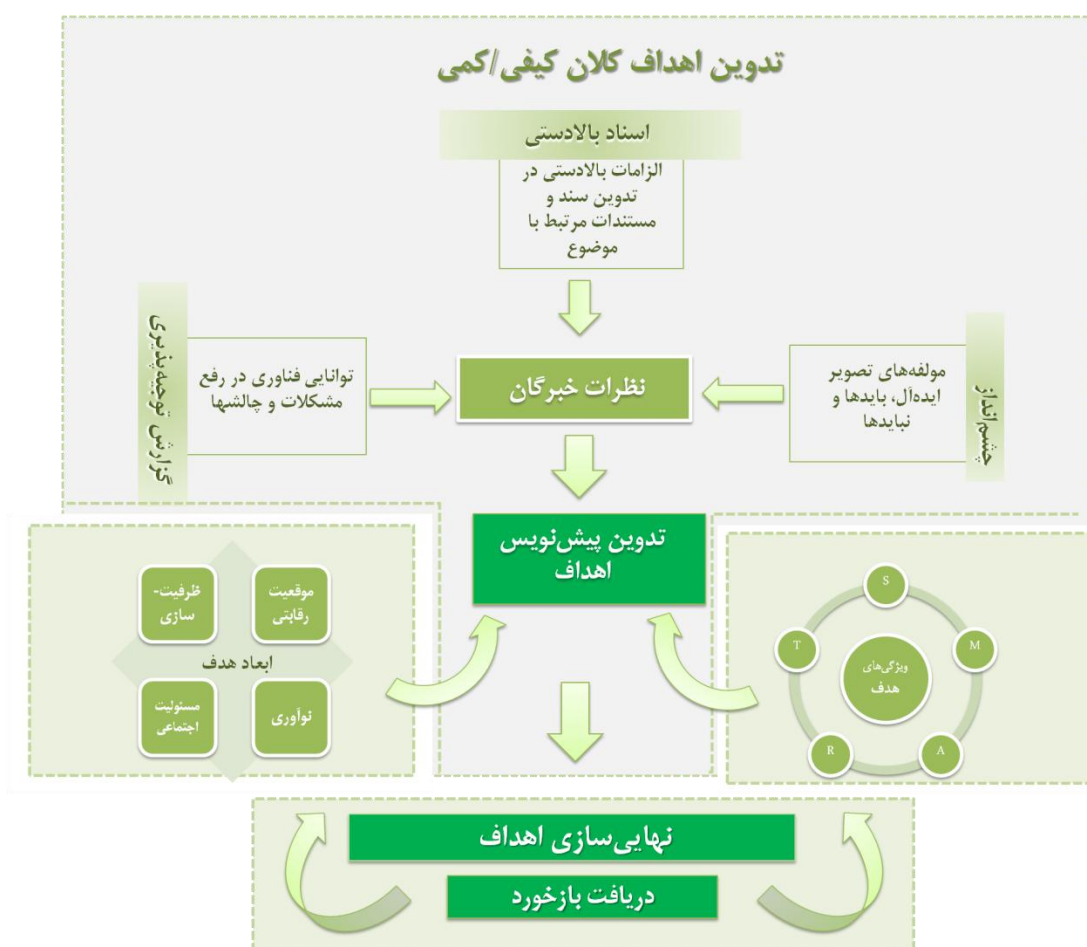 تدوین اهداف کلان کیفی/کمی
اسناد بالادستی
الزامات بالادستی در
تدوین سند و
مستندات مرتبط با
موضوع
چشم‌انداز
مولفه‌های تصویر
ایده‌آل، بایدها و
نبایدها
نظرات خبرگان
توانایی فناوری در رفع
مشکلات و چالشها
گزارش توجیه‌پذیری
تدوین پیش‌نویس
اهداف
S
M
A
R
T
ویژگی‌های
هدف
موقعیت
رقابتی
ظرفیت-
سازی
ابعاد هدف
نوآوری
مسئولیت
اجتماعی
نهایی‌سازی اهداف
دریافت بازخورد